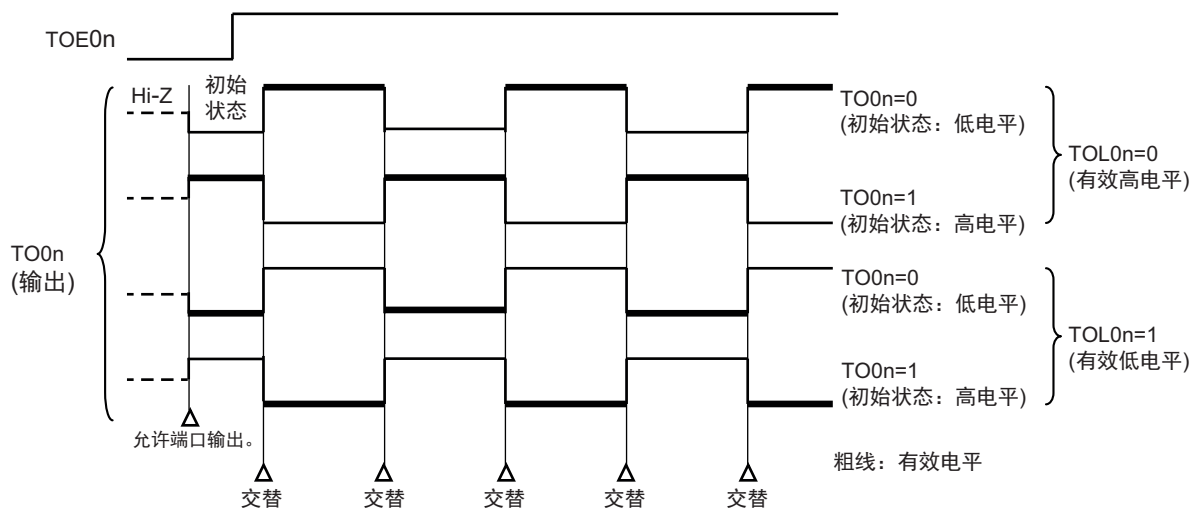 TOE0n
Hi-Z
初始
状态
TO0n=0
(初始状态：低电平)
TO0n=1
(初始状态：高电平)
TOL0n=0
(有效高电平)
TO0n
(输出)
TO0n=0
(初始状态：低电平)
TO0n=1
(初始状态：高电平)
TOL0n=1
(有效低电平)
允许端口输出。
粗线：有效电平
交替
交替
交替
交替
交替